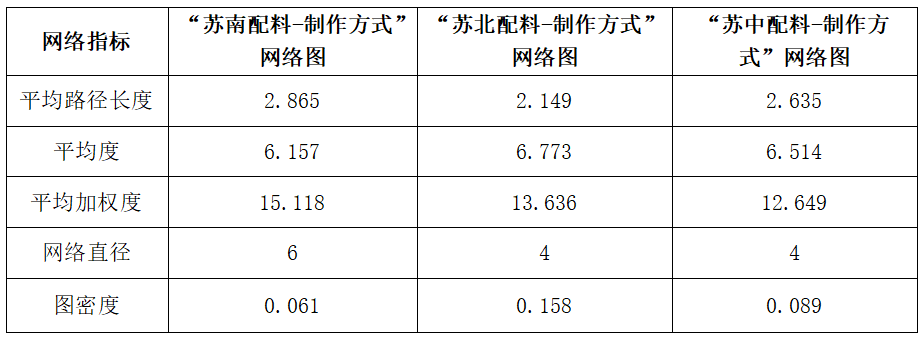 网络指标
“苏南配料-制作方式”
网络图
“苏北配料-制作方式”
网络图
“苏中配料-制作方
式”网络图
平均路径长度 2.865 2.149 2.635
平均度 6.157 6.773 6.514
平均加权度 15.118 13.636 12.649
网络直径 6 4 4
图密度 0.061 0.158 0.089